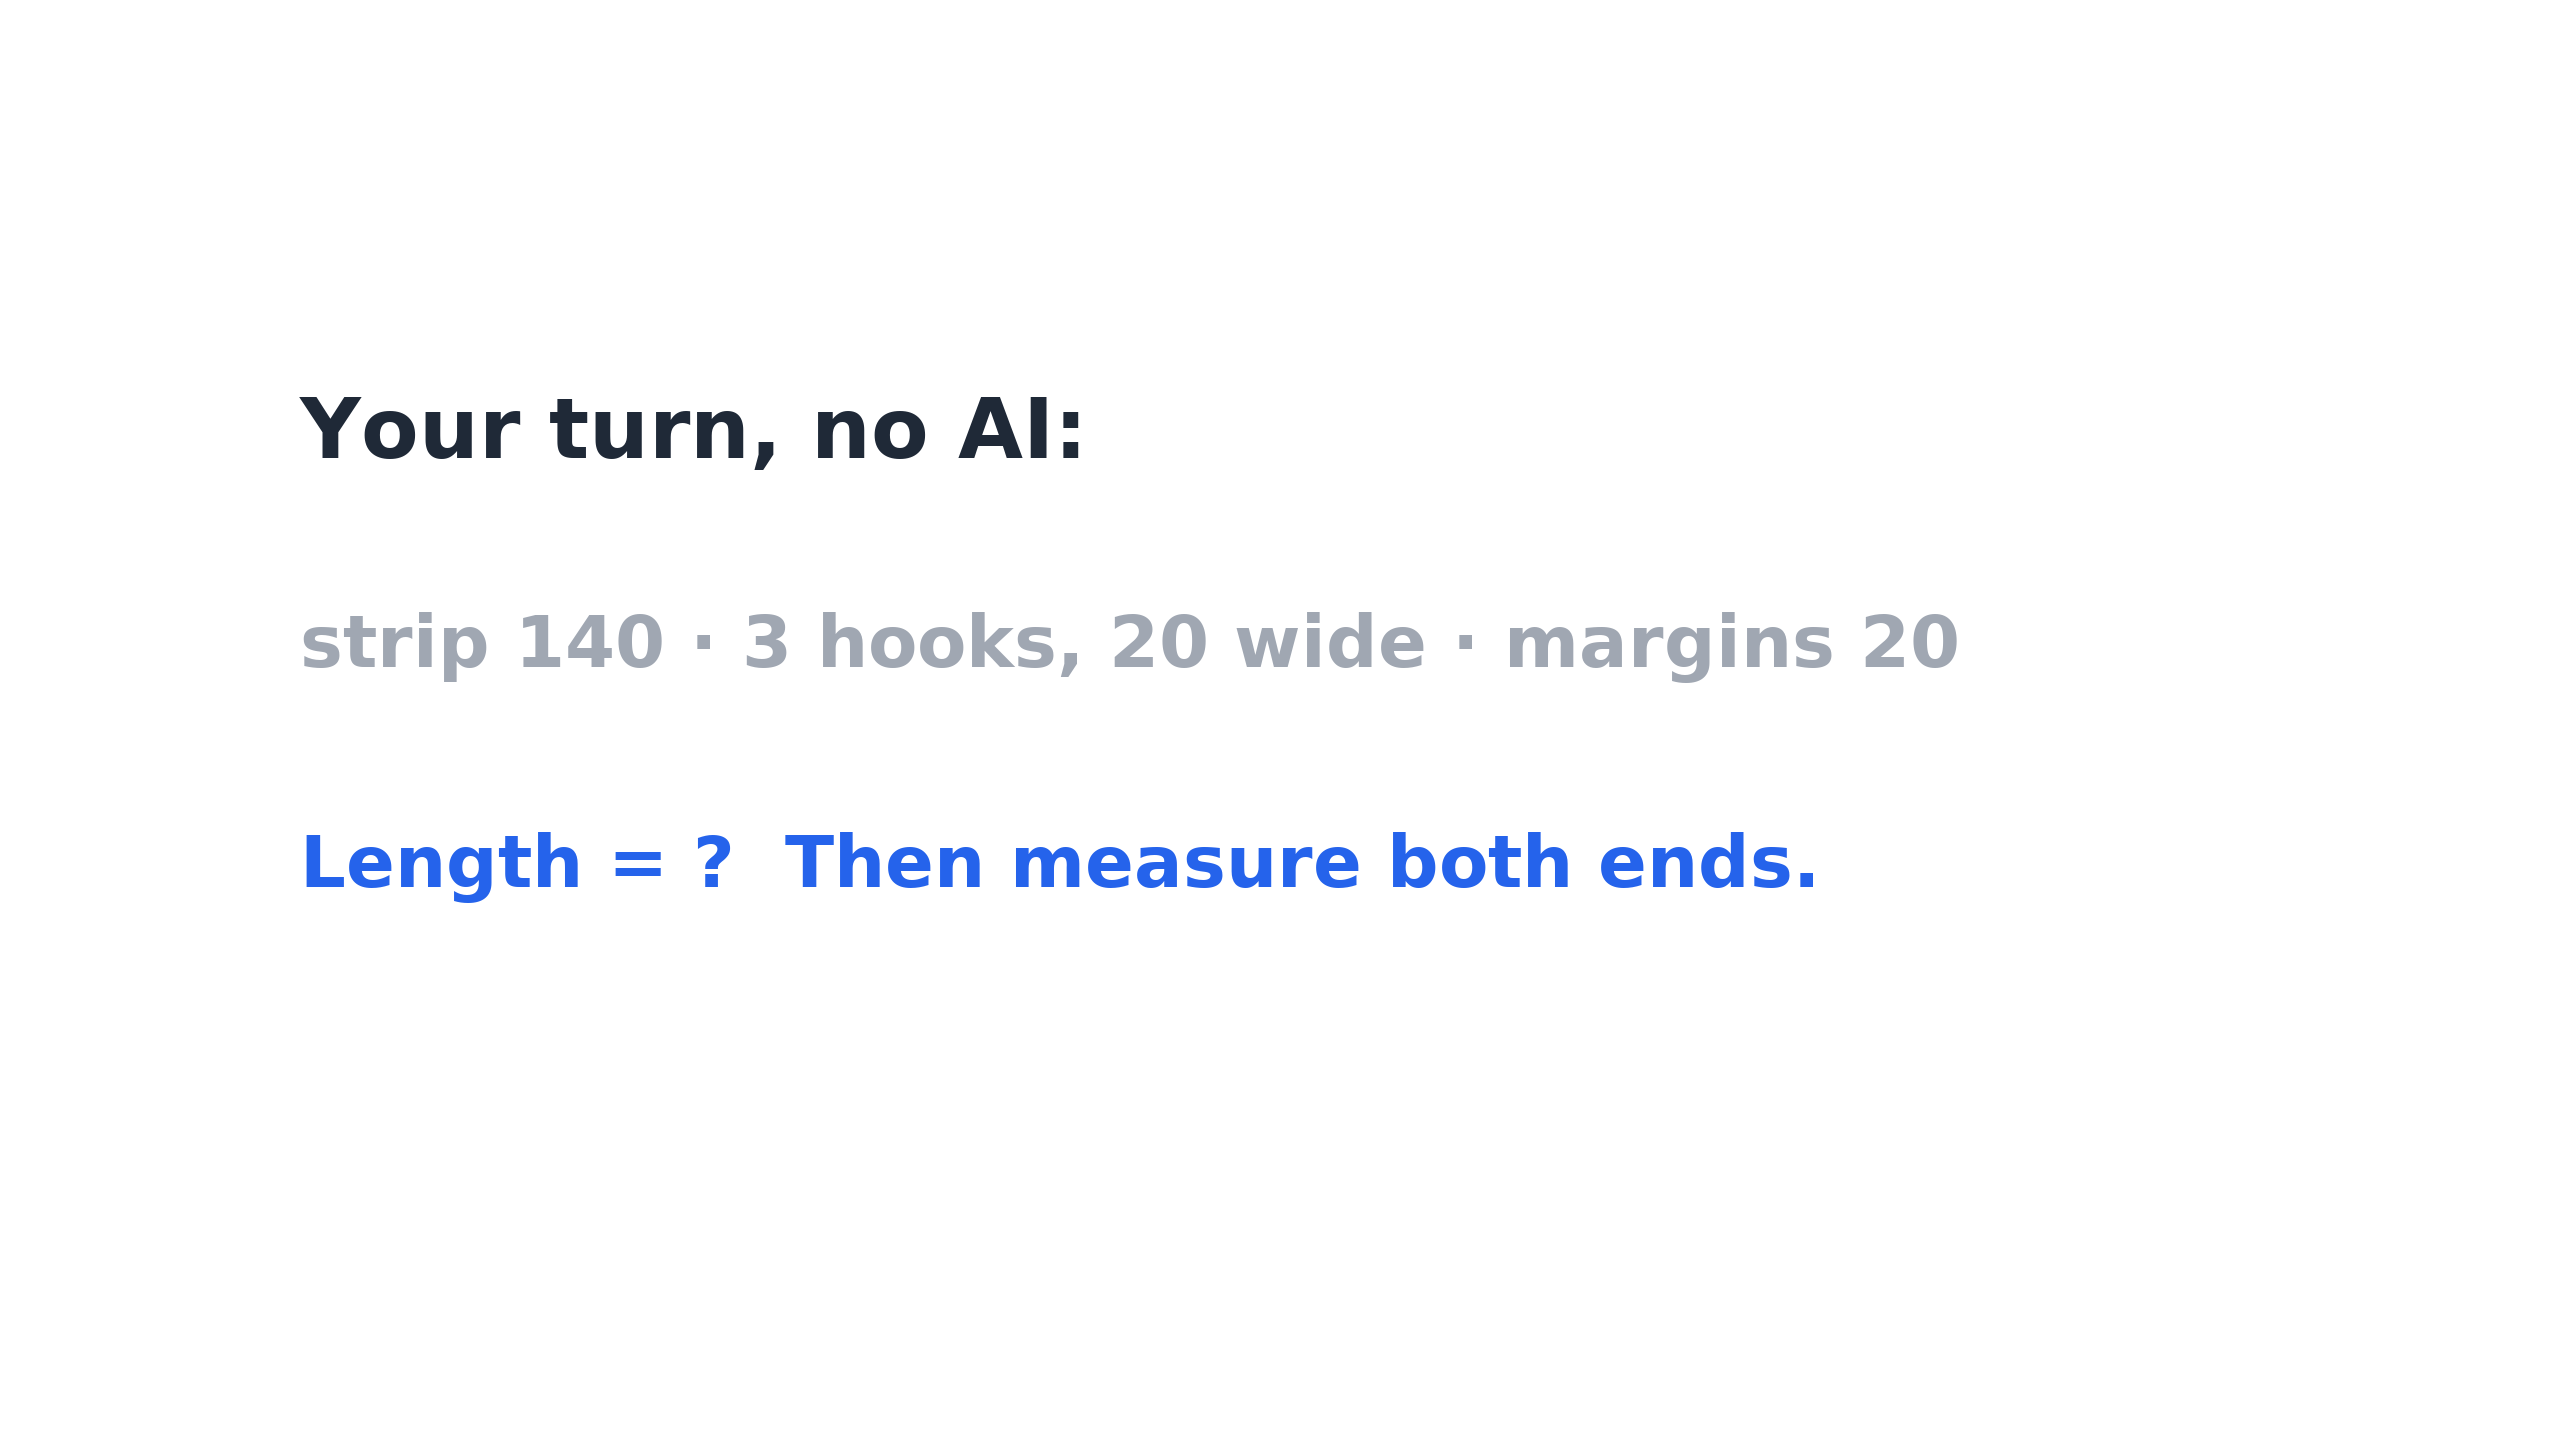 Your turn, no AI:
strip 140 · 3 hooks, 20 wide · margins 20
Length = ?  Then measure both ends.